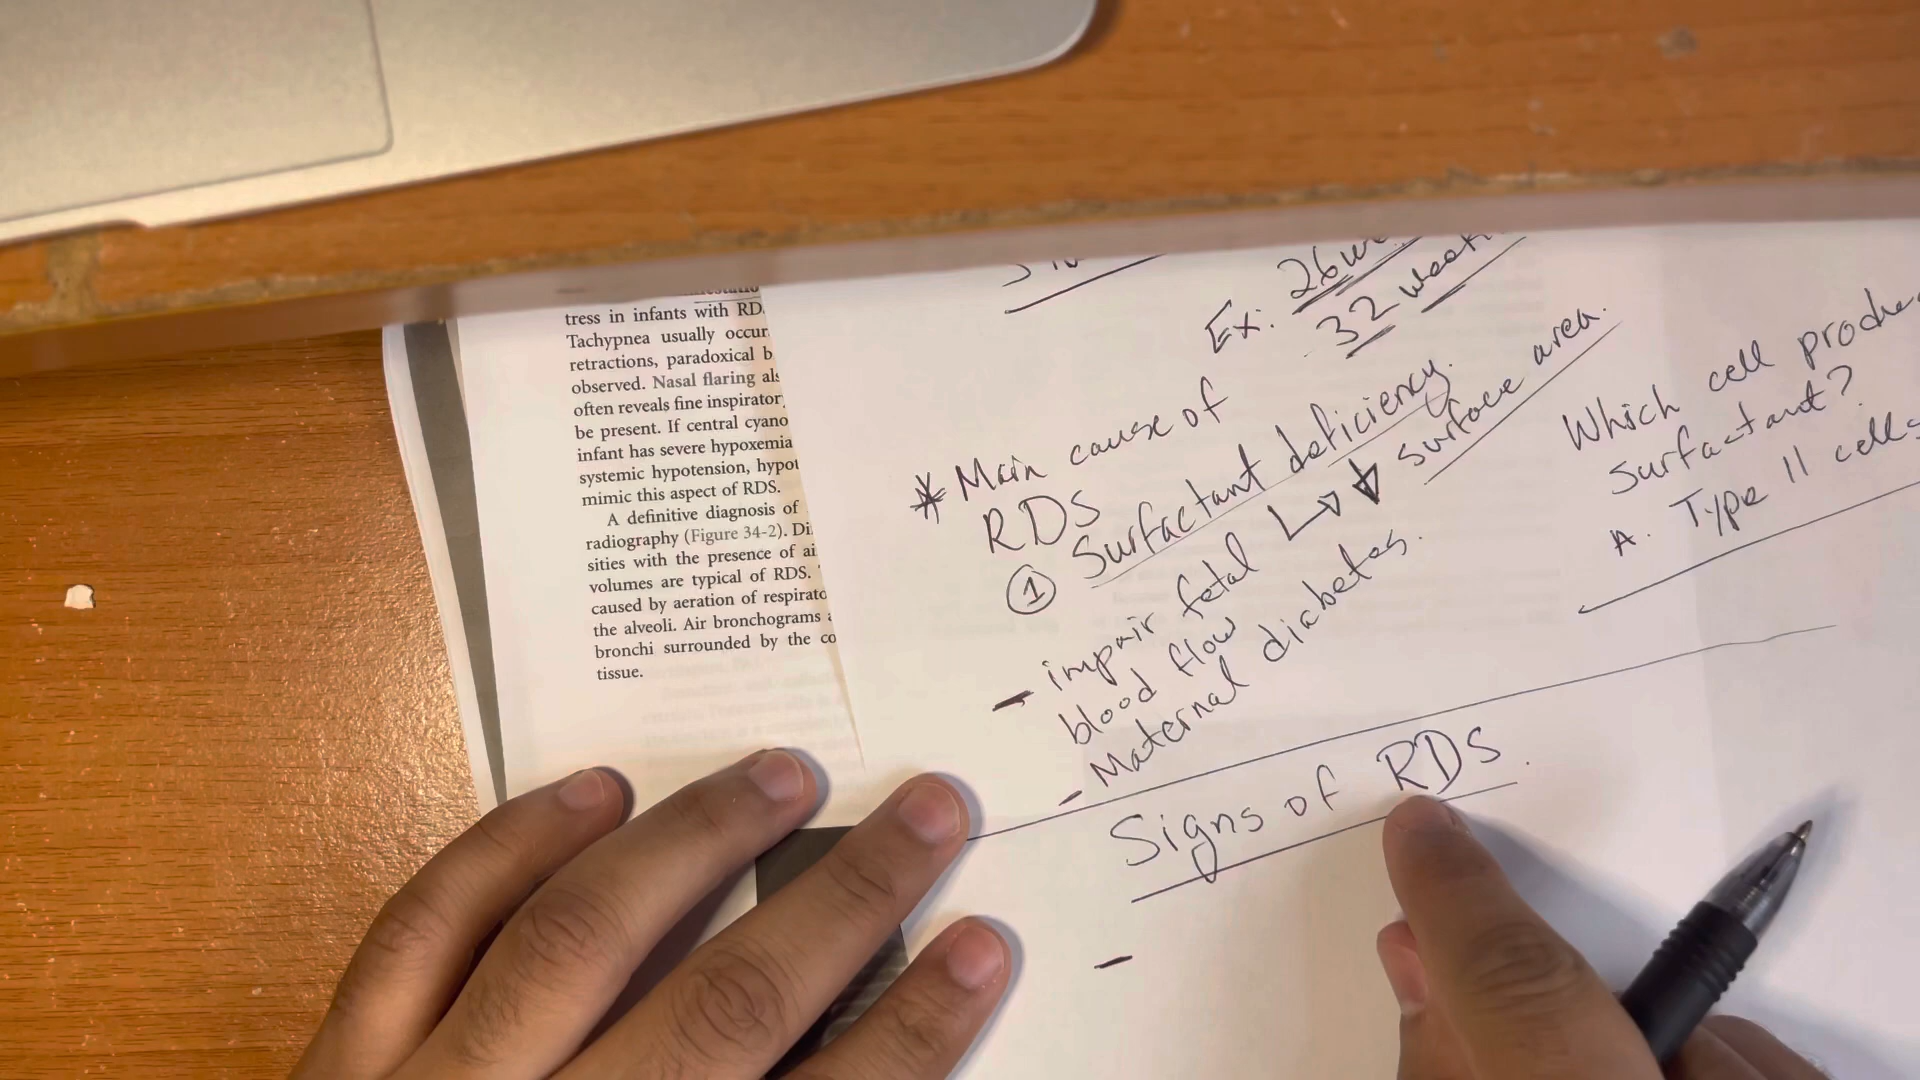 tress in infants with RD
Tachypnea usually occur
retractions, paradoxical b
observed. Nasal flaring als
often reveals fine inspirator
be present. If central cyano
infant has severe hypoxemia
systemic hypotension, hypot
mimic this aspect of RDS.
A definitive diagnosis of
radiography (Figure 34-2). Di
sities with the presence of ai
volumes are typical of RDS.
caused by aeration of respirato
the alveoli. Air bronchograms a
bronchi surrounded by the co
tissue.
Ex: 26
32 week
* Main cause of
RDS
① Surfactant deficiency.
↳ ↓ surface area.
- impair fetal
blood flow
- Maternal diabetes.
Which cell produce
Surfactant?
A. Type II cells
Signs of RDS.
-